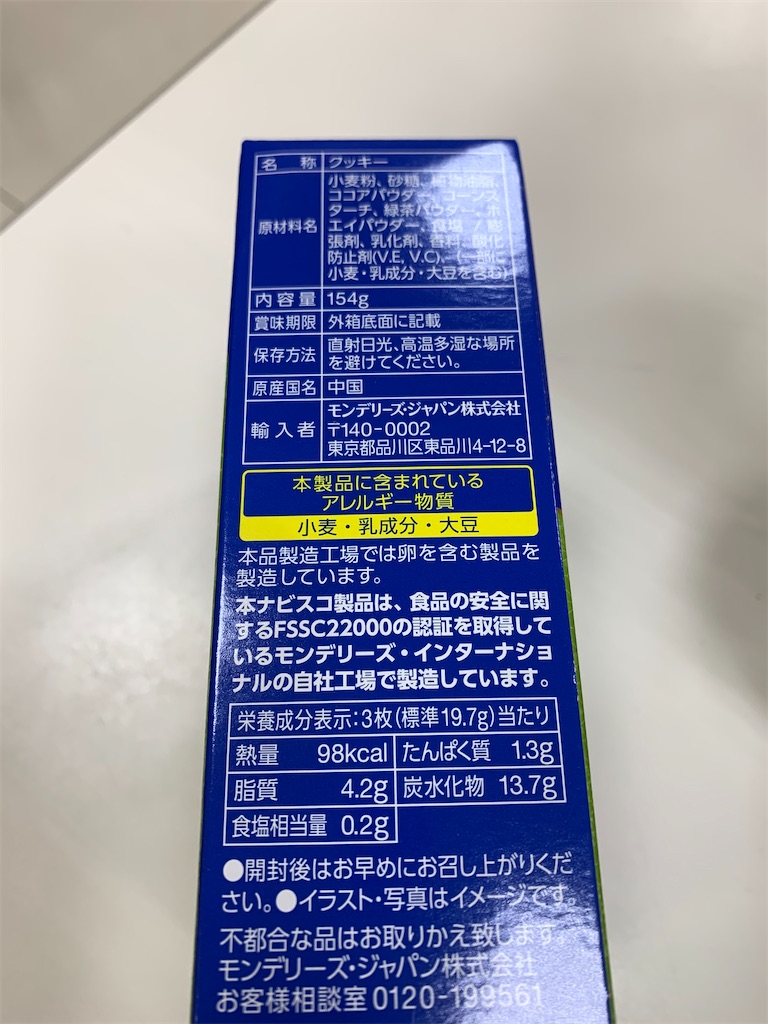 名 称 クッキー
原材料名 小麦粉、砂糖、植物油脂、
ココアパウダー、コーンス
ターチ、緑茶パウダー、ホ
エイパウダー、食塩 / 膨
張剤、乳化剤、香料、酸化
防止剤(V.E, V.C)、(一部に
小麦・乳成分・大豆を含む)
内容量 154g
賞味期限 外箱底面に記載
保存方法 直射日光、高温多湿な場所
を避けてください。
原産国名 中国
輸入者 モンデリーズ・ジャパン株式会社
〒140-0002
東京都品川区東品川4-12-8
本製品に含まれている
アレルギー物質
小麦・乳成分・大豆
本品製造工場では卵を含む製品を
製造しています。
本ナビスコ製品は、食品の安全に関
するFSSC22000の認証を取得して
いるモンデリーズ・インターナショ
ナルの自社工場で製造しています。
栄養成分表示:3枚(標準19.7g)当たり
熱量 98kcal たんぱく質 1.3g
脂質 4.2g 炭水化物 13.7g
食塩相当量 0.2g
●開封後はお早めにお召し上がりくだ
さい。●イラスト・写真はイメージです。
不都合な品はお取りかえ致します。
モンデリーズ・ジャパン株式会社
お客様相談室 0120-199561